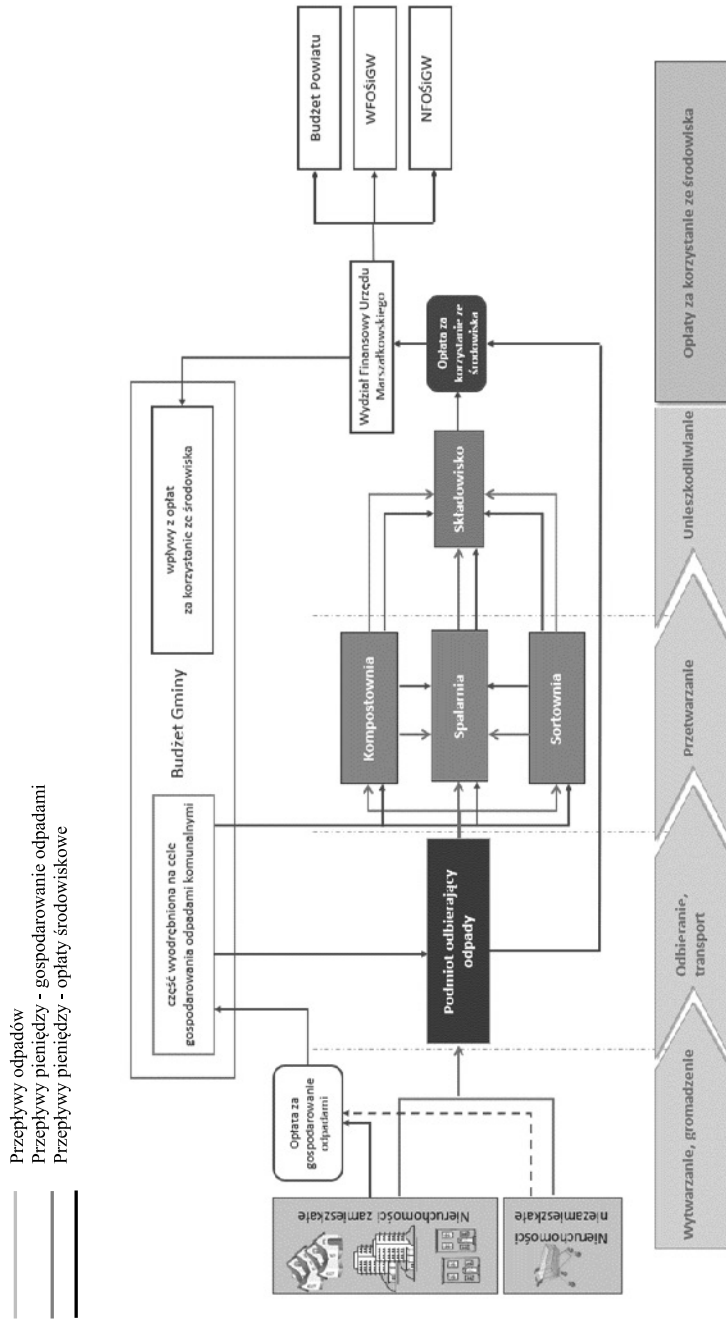 Przepływy odpadów
Przepływy pieniędzy - gospodarowanie odpadami
Przepływy pieniędzy - opłaty środowiskowe
Budżet Gminy
część wyodrębniona na cele
gospodarowania odpadami komunalnymi
wpływy z opłat
za korzystanie ze środowiska
Opłata za
gospodarowanie
odpadami
Nieruchomości zamieszkałe
Nieruchomości
niezamieszkałe
Podmiot odbierający
odpady
Kompostownia
Spalarnia
Sortownia
Składowisko
Opłata za
korzystanie ze
środowiska
Wydział Finansowy Urzędu
Marszałkowskiego
Budżet Powiatu
WFOŚiGW
NFOŚiGW
Wytwarzanie, gromadzenie
Odbieranie,
transport
Przetwarzanie
Unieszkodliwianie
Opłaty za korzystanie ze środowiska